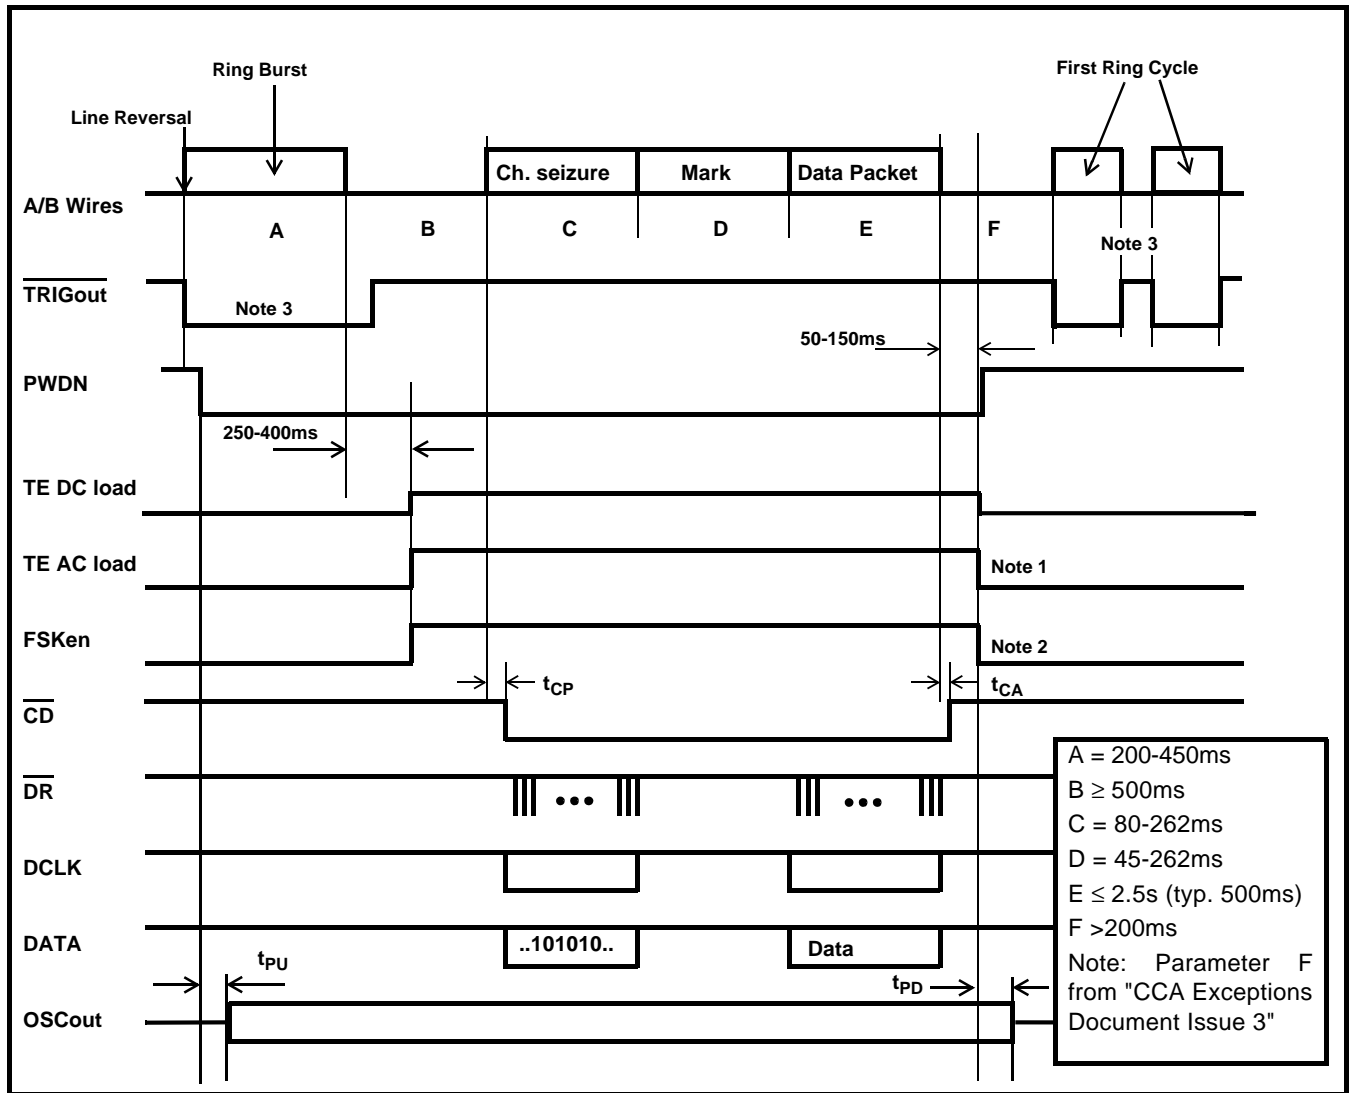 Ring Burst
First Ring Cycle
Line Reversal
Ch. seizure Mark Data Packet
A/B Wires
A B C D E F
Note 3
TRIGout
Note 3
50-150ms
PWDN
250-400ms
TE DC load
TE AC load
Note 1
FSKen
Note 2
tCP tCA
CD
A = 200-450ms
DR
B ≥ 500ms
C = 80-262ms
DCLK
D = 45-262ms
E ≤ 2.5s (typ. 500ms)
F >200ms
DATA
..101010.. Data
Note: Parameter F
from "CCA Exceptions
Document Issue 3"
tPU tPD
OSCout